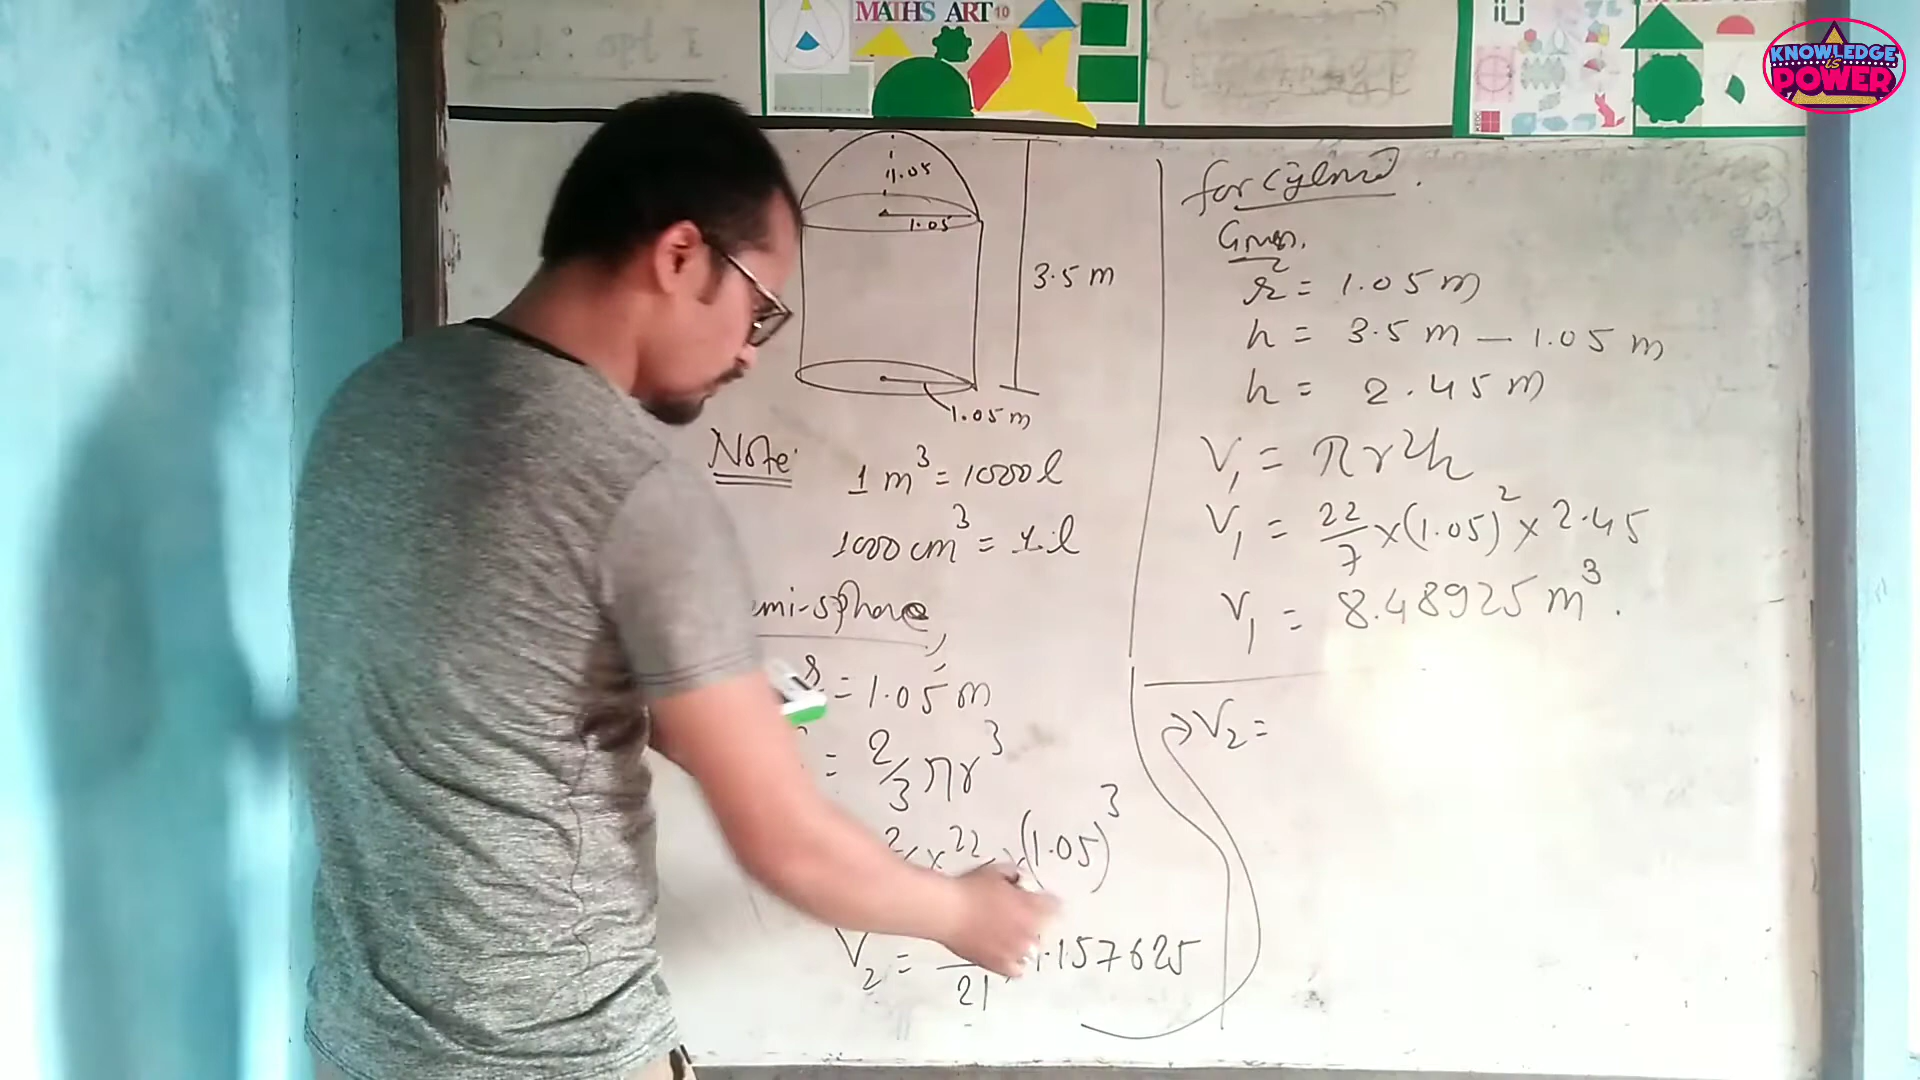 MATHS ART 10
KNOWLEDGE
IS
POWER
1.05
1.05
3.5 m
1.05 m
Note:
1 m³ = 1000 l
1000 cm³ = 1 l
emi-sphere,
r = 1.05 m
= 2/3 πr³
2/ × 22 × (1.05)³
V₂ = /21 1.157625
for cylind.
Given,
r = 1.05 m
h = 3.5 m – 1.05 m
h = 2.45 m
V₁ = πr²h
V₁ = 22/7 × (1.05)² × 2.45
V₁ = 8.48925 m³.
⇒ V₂ =